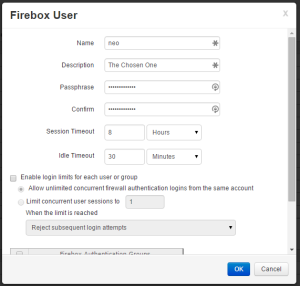 Firebox User
X
Name neo
Description The Chosen One
Passphrase •••••••••••••
Confirm •••••••••••••
Session Timeout 8 Hours
Idle Timeout 30 Minutes
Enable login limits for each user or group
Allow unlimited concurrent firewall authentication logins from the same account
Limit concurrent user sessions to 1
When the limit is reached
Reject subsequent login attempts
Firebox Authentication Groups
OK Cancel